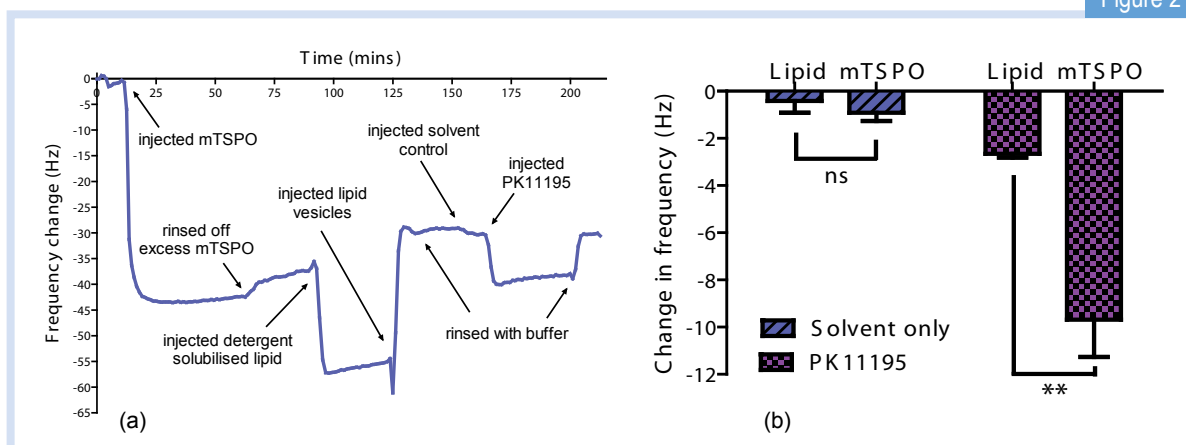 Figure 2
Time (mins)
0 25 50 75 100 125 150 175 200
Frequency change (Hz)
0
-5
-10
-15
-20
-25
-30
-35
-40
-45
-50
-55
-60
-65
injected mTSPO
rinsed off
excess mTSPO
injected detergent
solubilised lipid
injected lipid
vesicles
injected solvent
control
injected
PK11195
rinsed with buffer
(a)
Change in frequency (Hz)
0
-2
-4
-6
-8
-10
-12
Lipid mTSPO Lipid mTSPO
ns
**
Solvent only
PK11195
(b)